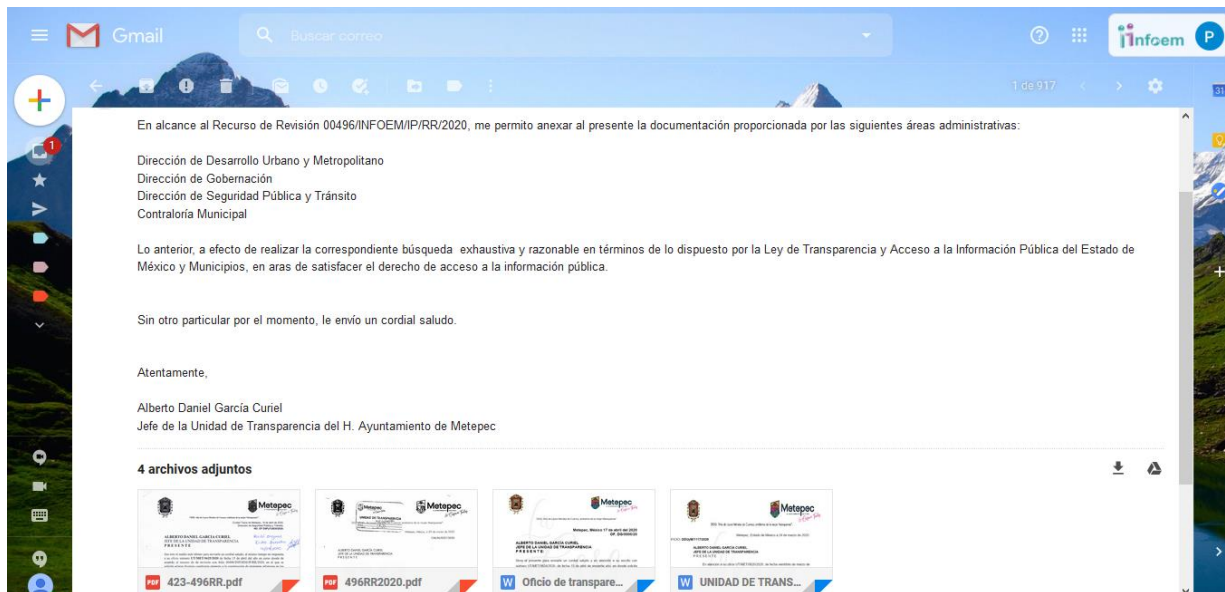 Gmail
Buscar correo
infoem
P
1 de 917
31
1
En alcance al Recurso de Revisión 00496/INFOEM/IP/RR/2020, me permito anexar al presente la documentación proporcionada por las siguientes áreas administrativas:
Dirección de Desarrollo Urbano y Metropolitano
Dirección de Gobernación
Dirección de Seguridad Pública y Tránsito
Contraloría Municipal
Lo anterior, a efecto de realizar la correspondiente búsqueda exhaustiva y razonable en términos de lo dispuesto por la Ley de Transparencia y Acceso a la Información Pública del Estado de
México y Municipios, en aras de satisfacer el derecho de acceso a la información pública.
Sin otro particular por el momento, le envío un cordial saludo.
Atentamente,
Alberto Daniel García Curiel
Jefe de la Unidad de Transparencia del H. Ayuntamiento de Metepec
4 archivos adjuntos
Metepec
Metepec
Metepec
Metepec
ALBERTO DANIEL GARCÍA CURIEL
JEFE DE LA UNIDAD DE TRANSPARENCIA
PRESENTE
PDF 423-496RR.pdf
PDF 496RR2020.pdf
W Oficio de transpare...
W UNIDAD DE TRANS...